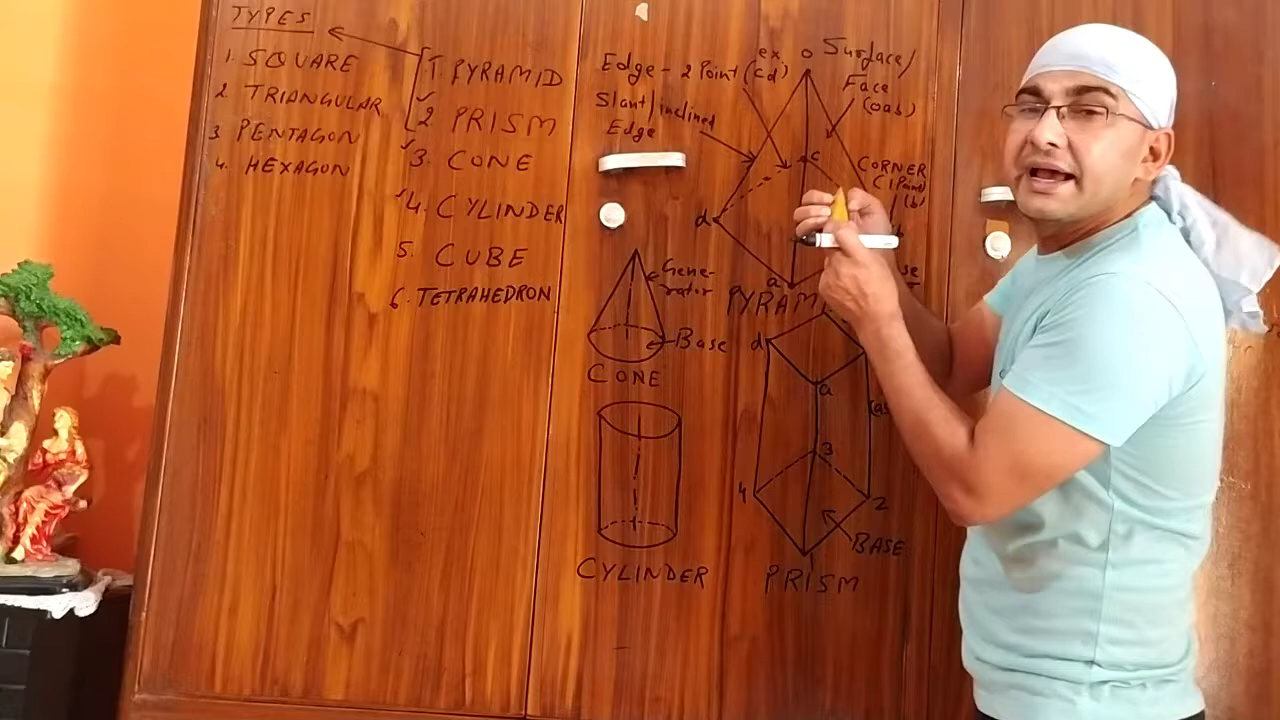 TYPES
1. SQUARE
2. TRIANGULAR
3 PENTAGON
4. HEXAGON
1. PYRAMID
2 PRISM
3. CONE
4. CYLINDER
5. CUBE
6. TETRAHEDRON
Edge - 2 Point (cd)
ex.
Slant/inclined
Edge
o
Surface/
Face
(oab)
CORNER
(1 Point)
(b)
c
d
a
PYRAM
Gene-
rator
Base
CONE
CYLINDER
d
a
3
4
2
1
BASE
PRISM